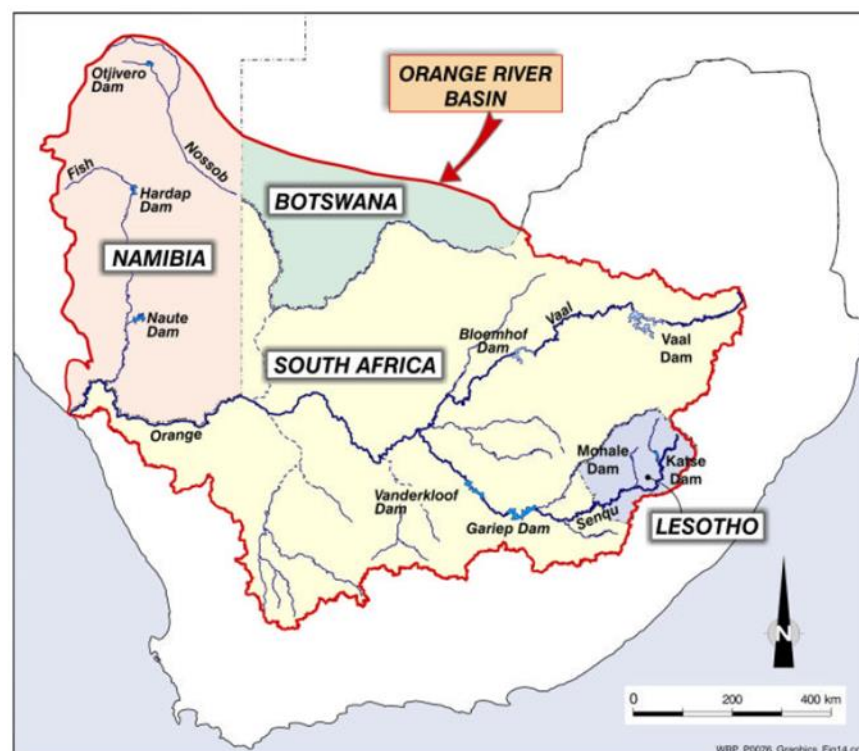 Otjivero
Dam
ORANGE RIVER
BASIN
Fish
Nossob
Hardap
Dam
BOTSWANA
NAMIBIA
Naute
Dam
Bloemhof
Dam
Vaal
Vaal
Dam
SOUTH AFRICA
Orange
Mohale
Dam
Katse
Dam
Vanderkloof
Dam
Gariep Dam
Senqu
LESOTHO
N
0 200 400 km